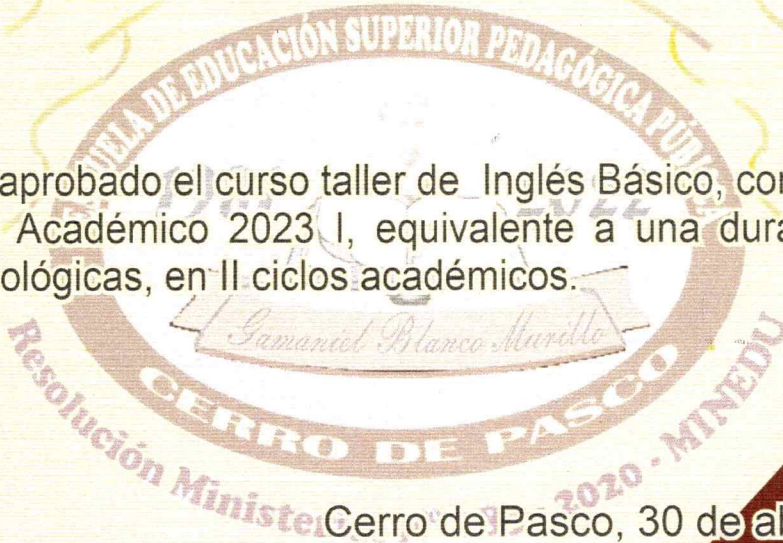 ESCUELA DE EDUCACIÓN SUPERIOR PEDAGÓGICA PÚBLICA
aprobado el curso taller de Inglés Básico, con
Académico 2023 I, equivalente a una dura
ológicas, en II ciclos académicos.
Gamaniel Blanco Murillo
CERRO DE PASCO
Resolución 2020 - MINEDU
Cerro de Pasco, 30 de